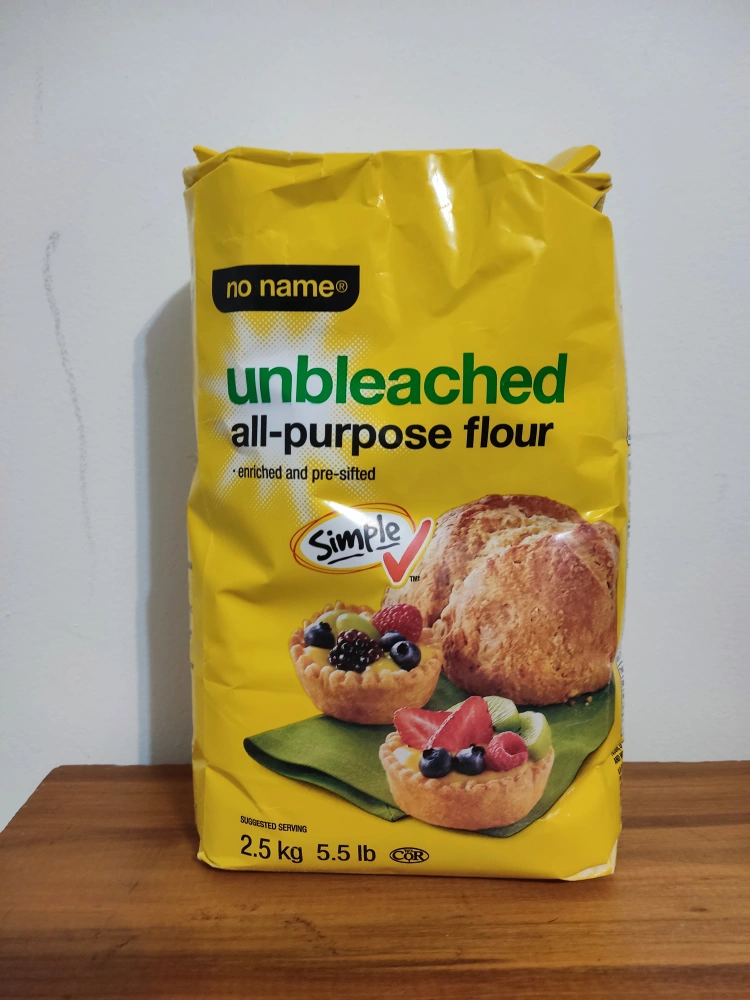 no name®
unbleached
all-purpose flour
• enriched and pre-sifted
Simple
TM
SUGGESTED SERVING
2.5 kg 5.5 lb
COR